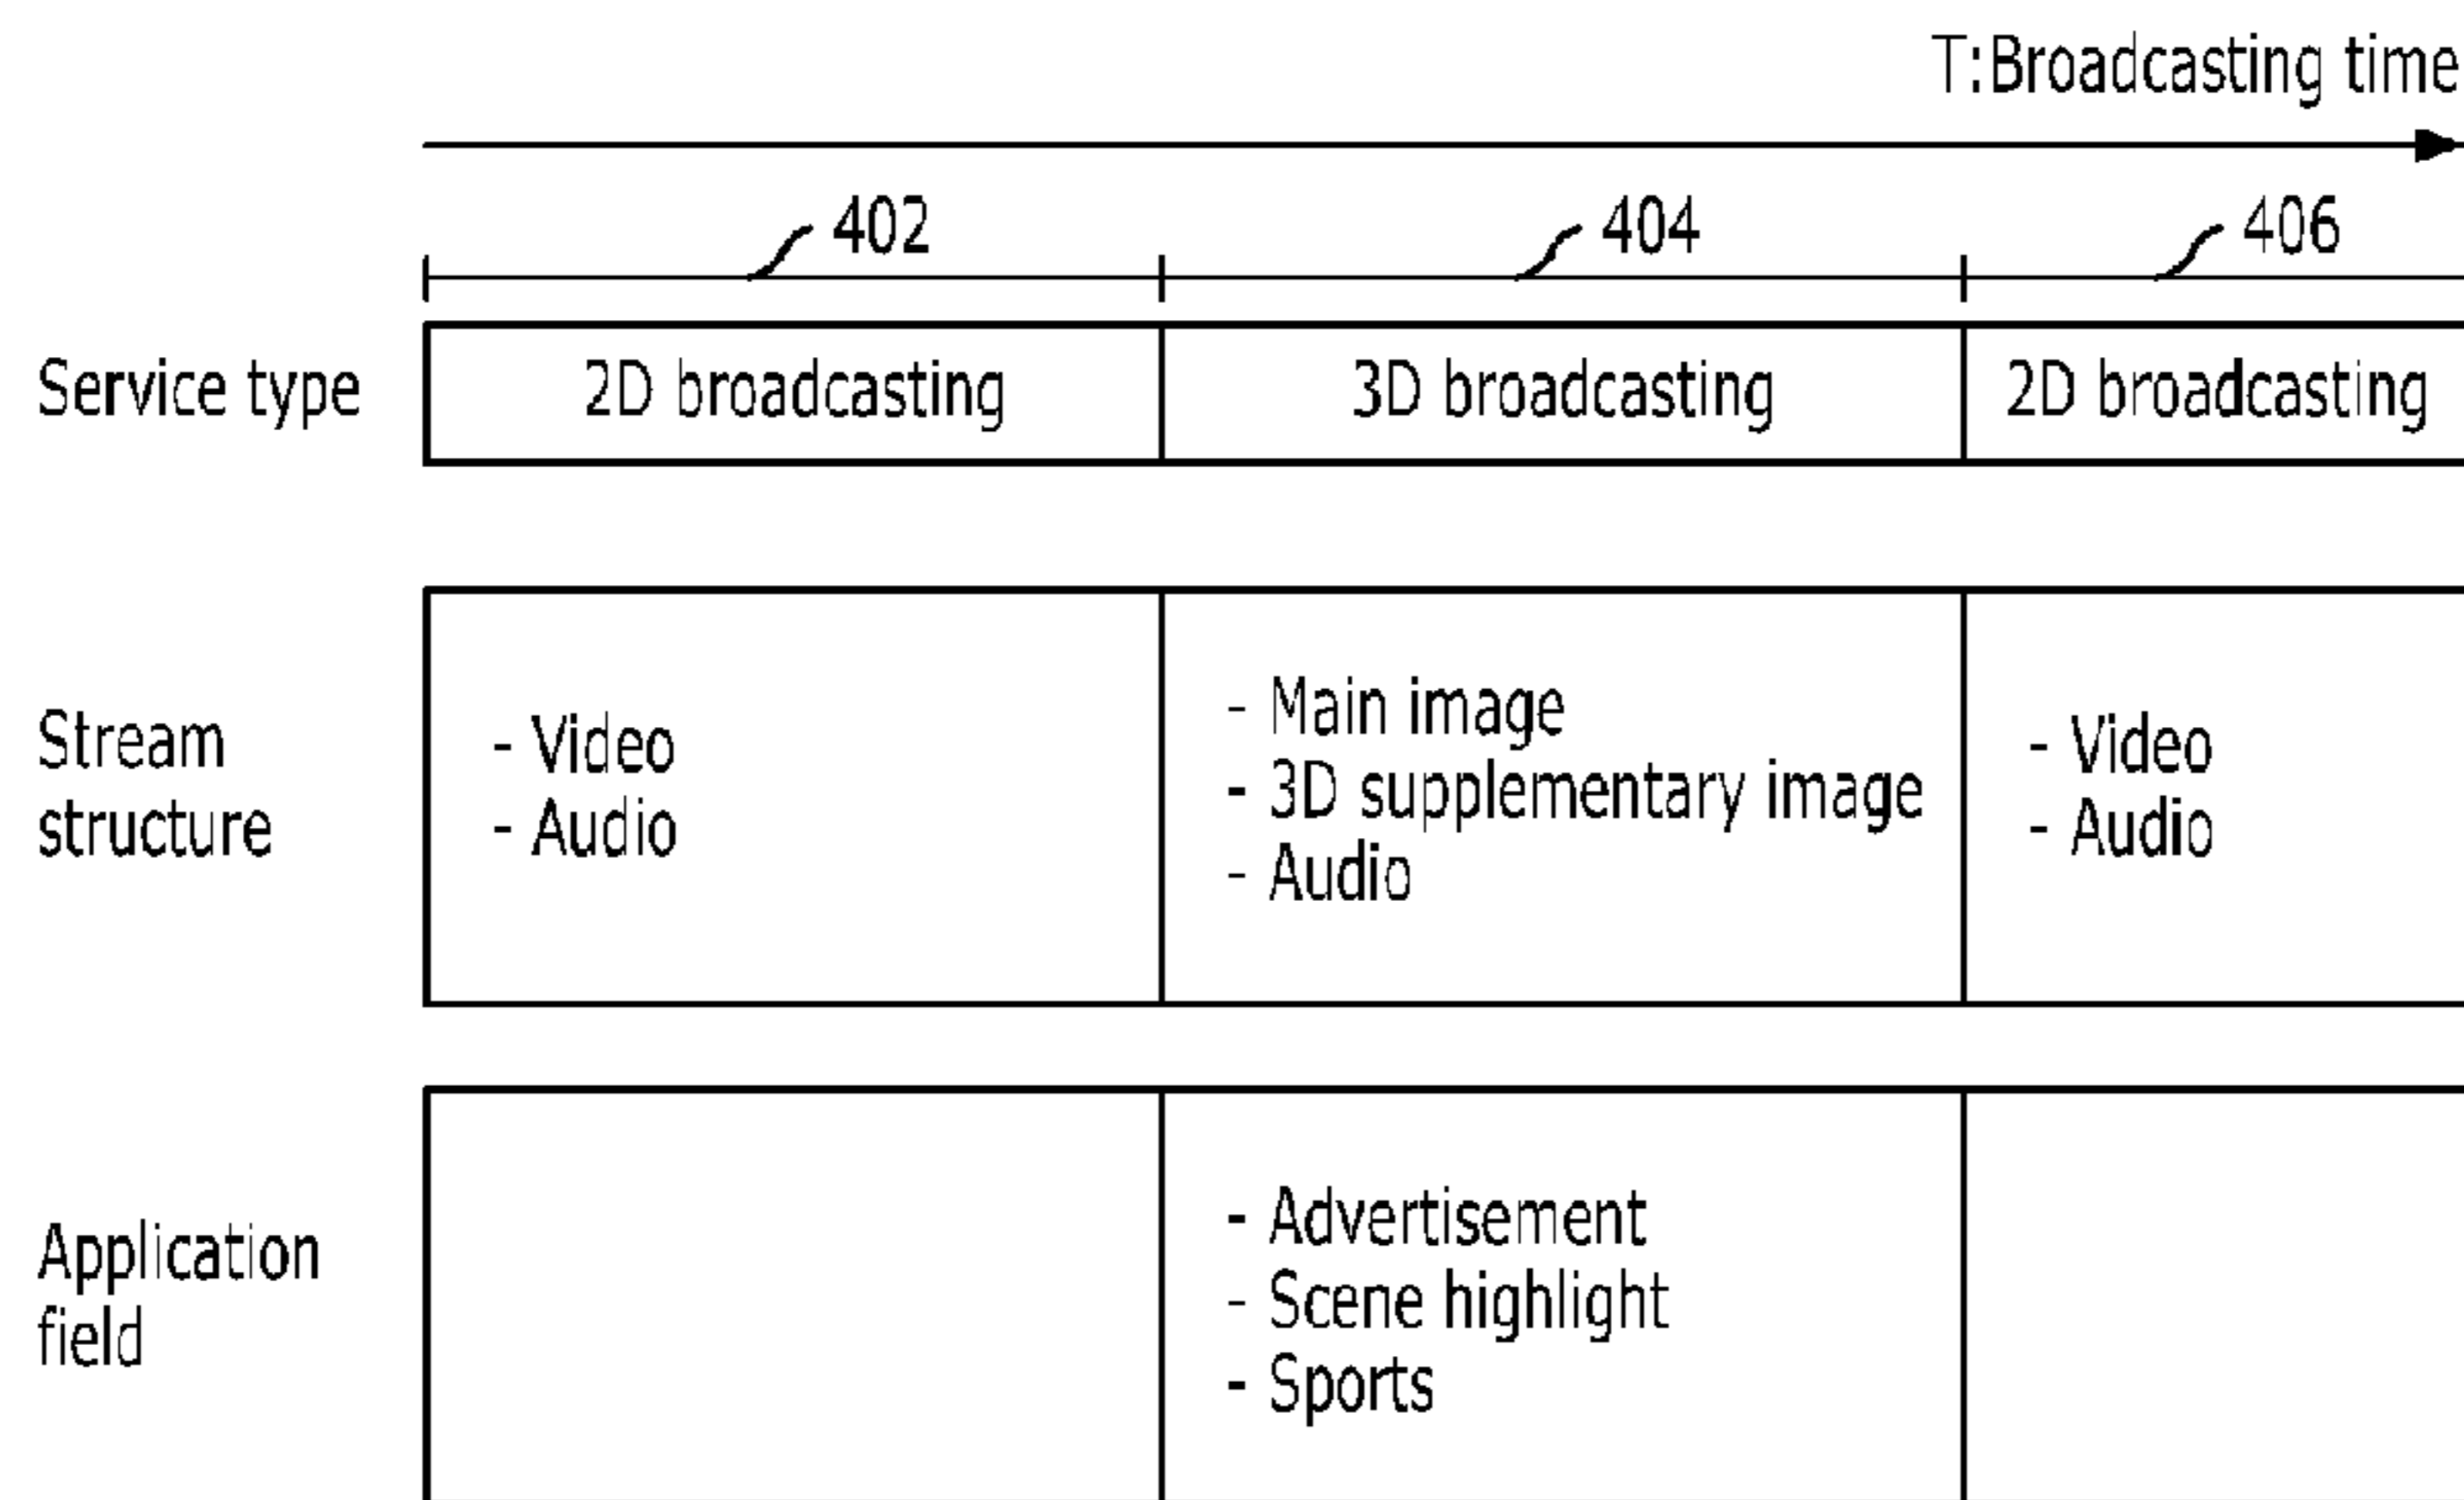 T:Broadcasting time
402
404
406
Service type
2D broadcasting
3D broadcasting
2D broadcasting
Stream
structure
- Video
- Audio
- Main image
- 3D supplementary image
- Audio
- Video
- Audio
Application
field
- Advertisement
- Scene highlight
- Sports